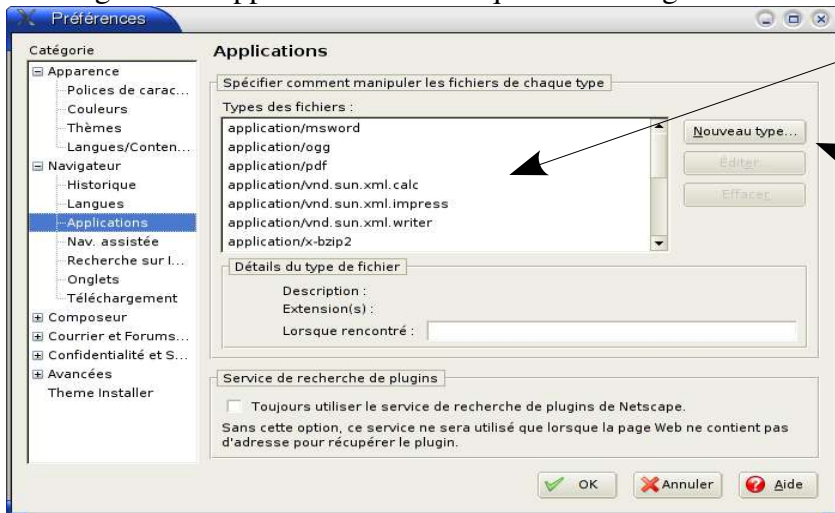 Préférences
Catégorie
Apparence
Polices de carac...
Couleurs
Thèmes
Langues/Conten...
Navigateur
Historique
Langues
Applications
Nav. assistée
Recherche sur I...
Onglets
Téléchargement
Composeur
Courrier et Forums...
Confidentialité et S...
Avancées
Theme Installer
Applications
Spécifier comment manipuler les fichiers de chaque type
Types des fichiers :
application/msword
application/ogg
application/pdf
application/vnd.sun.xml.calc
application/vnd.sun.xml.impress
application/vnd.sun.xml.writer
application/x-bzip2
Nouveau type...
Éditer...
Effacer
Détails du type de fichier
Description :
Extension(s) :
Lorsque rencontré :
Service de recherche de plugins
Toujours utiliser le service de recherche de plugins de Netscape.
Sans cette option, ce service ne sera utilisé que lorsque la page Web ne contient pas
d'adresse pour récupérer le plugin.
OK
Annuler
Aide